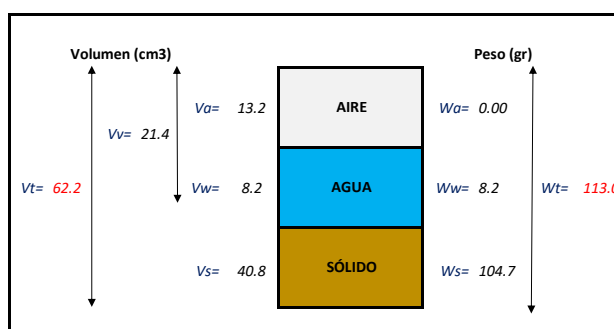 Volumen (cm3) Peso (gr)
Va= 13.2 AIRE Wa= 0.00
Vv= 21.4
Vt= 62.2 Vw= 8.2 AGUA Ww= 8.2 Wt=
Vs= 40.8 SÓLIDO Ws= 104.7